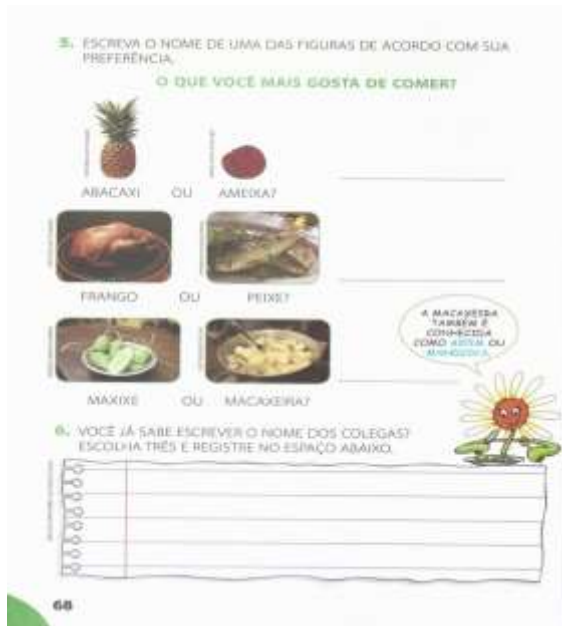 5. ESCREVA O NOME DE UMA DAS FIGURAS DE ACORDO COM SUA
PREFERÊNCIA.
O QUE VOCÊ MAIS GOSTA DE COMER?
ABACAXI OU AMEIXA?
FRANGO OU PEIXE?
A MACAXEIRA
TAMBÉM É
CONHECIDA
COMO AIPIM OU
MANDIOCA.
MAXIXE OU MACAXEIRA?
6. VOCÊ JÁ SABE ESCREVER O NOME DOS COLEGAS?
ESCOLHA TRÊS E REGISTRE NO ESPAÇO ABAIXO.
68